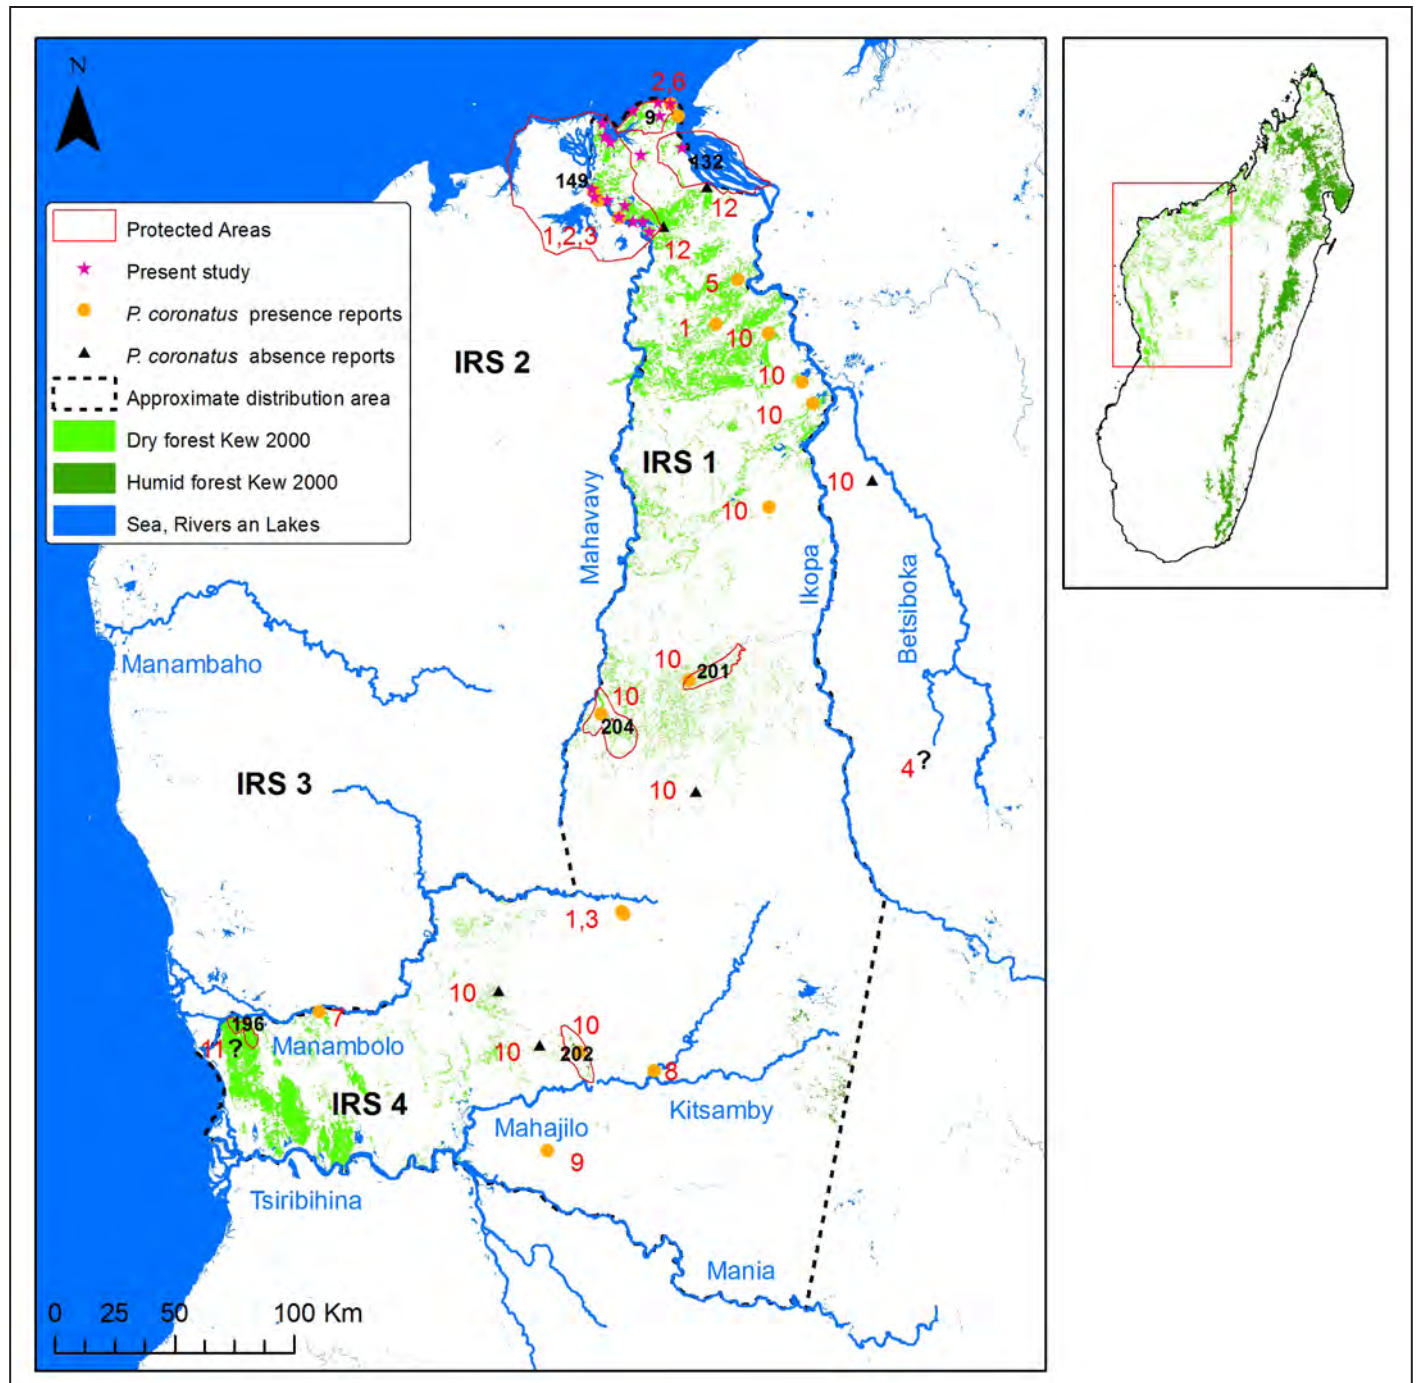 N
2,6
9
132
149
12
1,2,3
12
Protected Areas
Present study
P. coronatus presence reports
P. coronatus absence reports
Approximate distribution area
Dry forest Kew 2000
Humid forest Kew 2000
Sea, Rivers an Lakes
5
1
10
IRS 2
10
10
IRS 1
10
10
Mahavavy
Ikopa
Betsiboka
Manambaho
10
201
10
204
4?
IRS 3
10
1,3
10
196
7
11?
Manambolo
10
10
202
8
IRS 4
Mahajilo
Kitsamby
9
Tsiribihina
Mania
0 25 50 100 Km